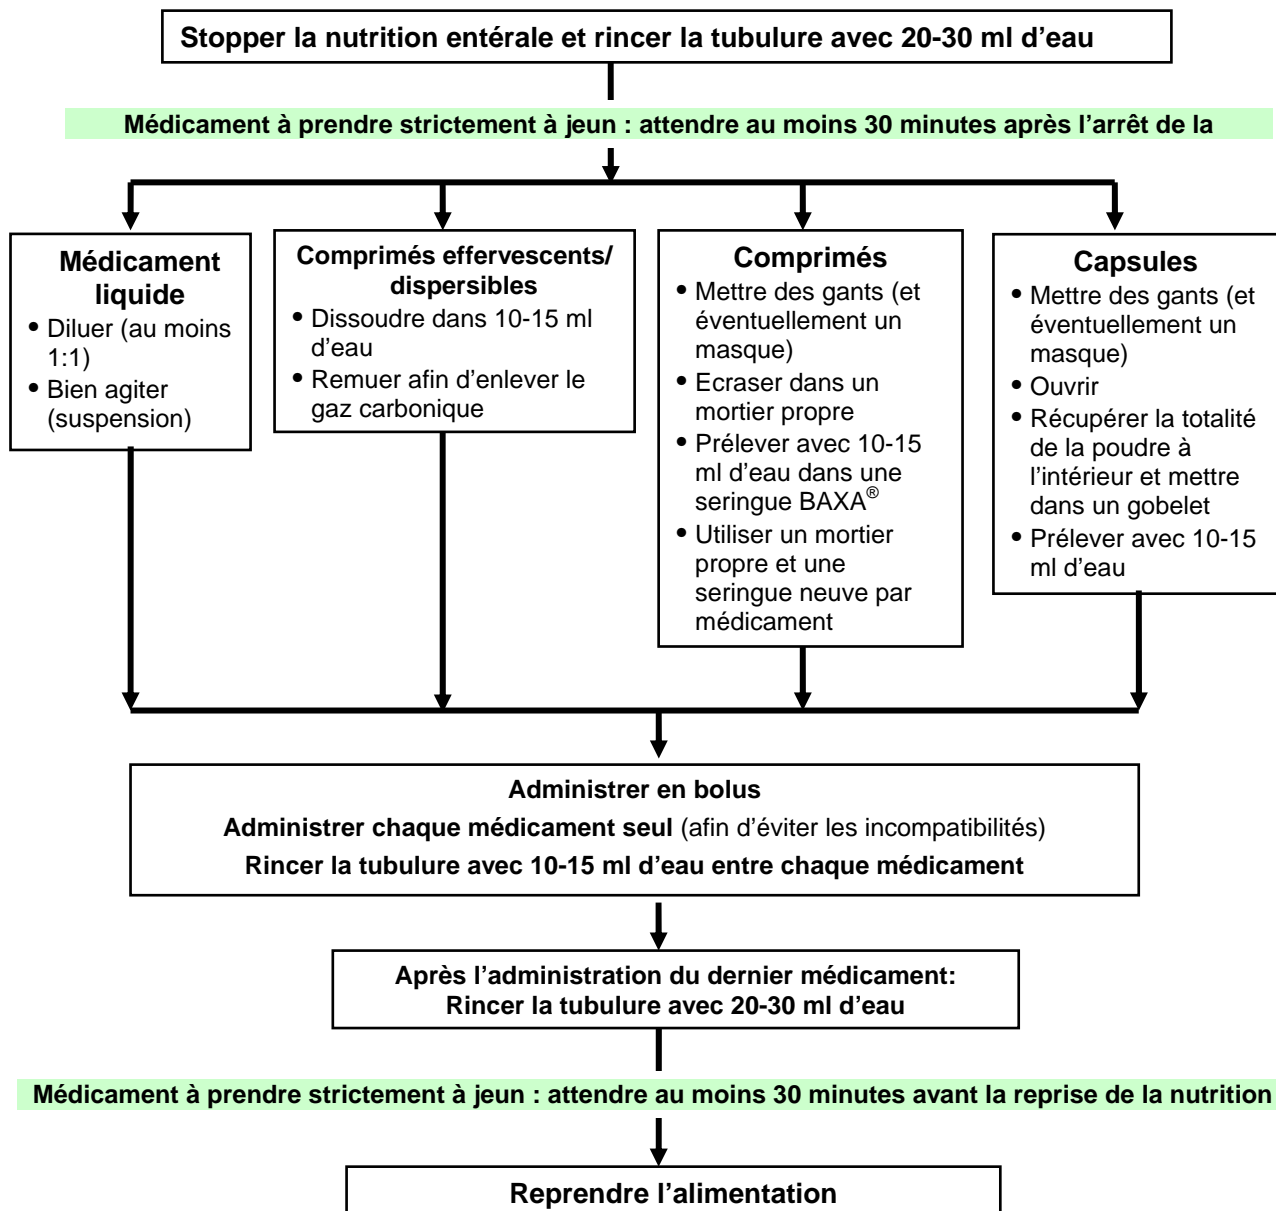 Stopper la nutrition entérale et rincer la tubulure avec 20-30 ml d'eau
Médicament à prendre strictement à jeun : attendre au moins 30 minutes après l'arrêt de la
Médicament
liquide
• Diluer (au moins
1:1)
• Bien agiter
(suspension)
Comprimés effervescents/
dispersibles
• Dissoudre dans 10-15 ml
d'eau
• Remuer afin d'enlever le
gaz carbonique
Comprimés
• Mettre des gants (et
éventuellement un
masque)
• Ecraser dans un
mortier propre
• Prélever avec 10-15
ml d'eau dans une
seringue BAXA®
• Utiliser un mortier
propre et une
seringue neuve par
médicament
Capsules
• Mettre des gants (et
éventuellement un
masque)
• Ouvrir
• Récupérer la totalité
de la poudre à
l'intérieur et mettre
dans un gobelet
• Prélever avec 10-15
ml d'eau
Administrer en bolus
Administrer chaque médicament seul (afin d'éviter les incompatibilités)
Rincer la tubulure avec 10-15 ml d'eau entre chaque médicament
Après l'administration du dernier médicament:
Rincer la tubulure avec 20-30 ml d'eau
Médicament à prendre strictement à jeun : attendre au moins 30 minutes avant la reprise de la nutrition
Reprendre l'alimentation